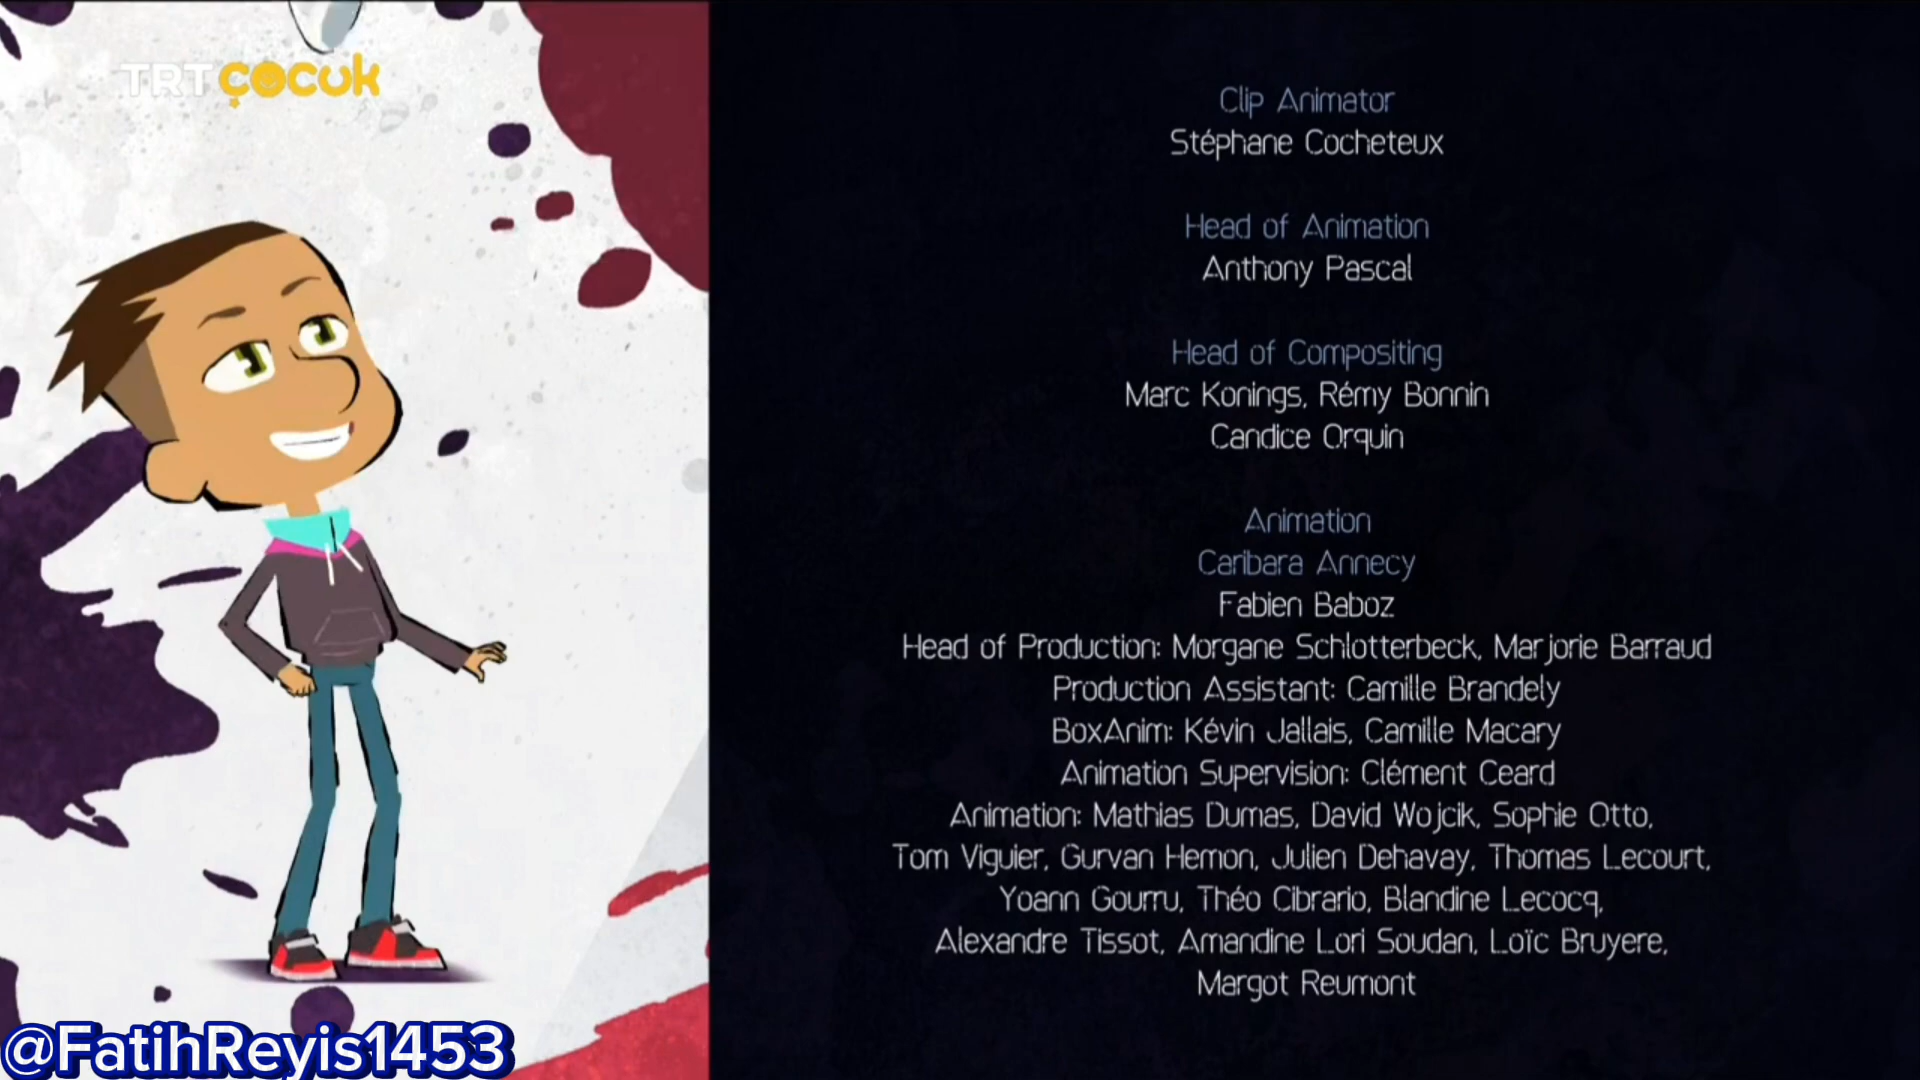 TRT çocuk
Clip Animator
Stéphane Cocheteux
Head of Animation
Anthony Pascal
Head of Compositing
Marc Konings, Rémy Bonnin
Candice Orquin
Animation
Caribara Annecy
Fabien Baboz
Head of Production: Morgane Schlotterbeck, Marjorie Barraud
Production Assistant: Camille Brandely
BoxAnim: Kévin Jallais, Camille Macary
Animation Supervision: Clément Ceard
Animation: Mathias Dumas, David Wojcik, Sophie Otto,
Tom Viguier, Gurvan Hemon, Julien Dehavay, Thomas Lecourt,
Yoann Gourru, Théo Cibrario, Blandine Lecocq,
Alexandre Tissot, Amandine Lori Soudan, Loïc Bruyere,
Margot Reumont
@FatihReyis1453